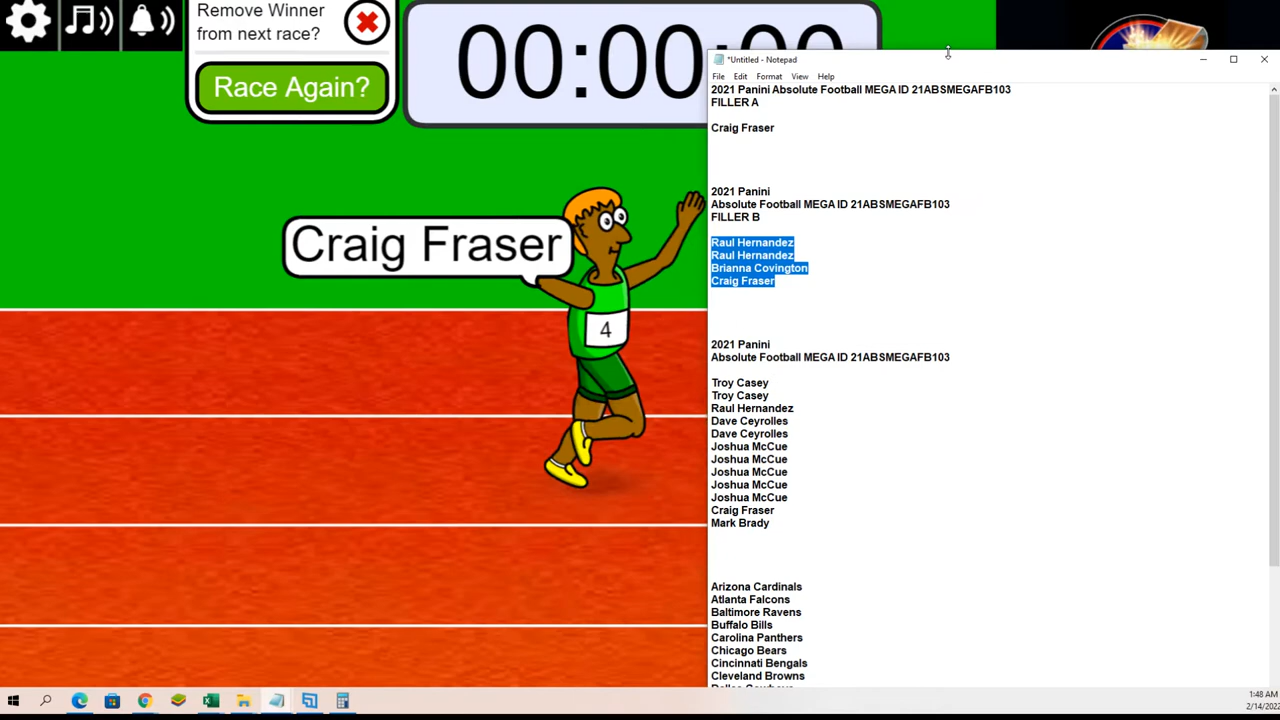 Remove Winner
from next race?
Race Again?
00:00:00
Craig Fraser
4
*Untitled - Notepad
File Edit Format View Help
2021 Panini Absolute Football MEGA ID 21ABSMEGAFB103
FILLER A
Craig Fraser
2021 Panini
Absolute Football MEGA ID 21ABSMEGAFB103
FILLER B
Raul Hernandez
Raul Hernandez
Brianna Covington
Craig Fraser
2021 Panini
Absolute Football MEGA ID 21ABSMEGAFB103
Troy Casey
Troy Casey
Raul Hernandez
Dave Ceyrolles
Dave Ceyrolles
Joshua McCue
Joshua McCue
Joshua McCue
Joshua McCue
Joshua McCue
Craig Fraser
Mark Brady
Arizona Cardinals
Atlanta Falcons
Baltimore Ravens
Buffalo Bills
Carolina Panthers
Chicago Bears
Cincinnati Bengals
Cleveland Browns
1:48 AM